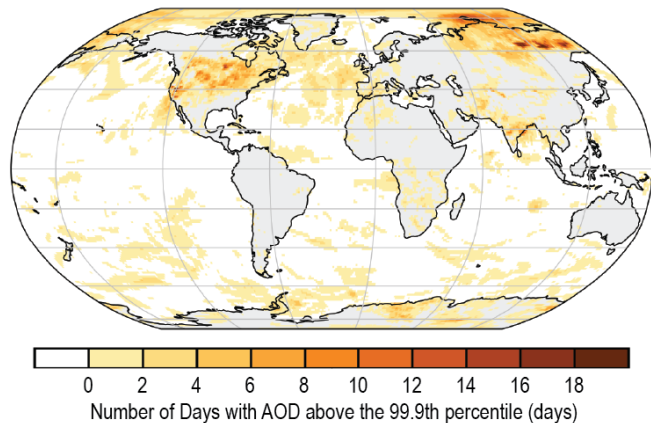 0 2 4 6 8 10 12 14 16 18
Number of Days with AOD above the 99.9th percentile (days)